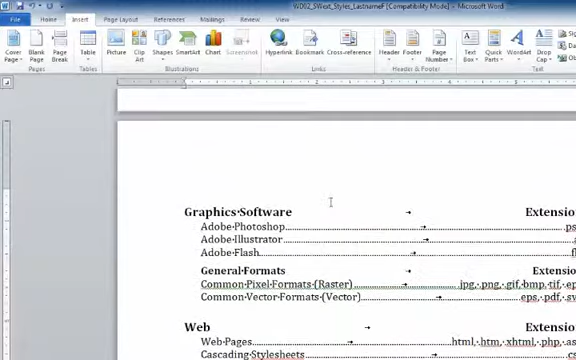 WD02_SWext_Styles_LastnameF [Compatibility Mode] - Microsoft Word
File Home Insert Page Layout References Mailings Review View
Cover Page Blank Page Page Break Table Picture Clip Art Shapes SmartArt Chart Screenshot Hyperlink Bookmark Cross-reference Header Footer Page Number Text Box Quick Parts WordArt Drop Cap
Pages Tables Illustrations Links Header & Footer
Graphics Software Extensio
Adobe Photoshop ps
Adobe Illustrator a
Adobe Flash fl
General Formats Extensio
Common Pixel Formats (Raster) jpg, png, gif, bmp, tif, ep
Common Vector Formats (Vector) eps, pdf, s
Web
Web Pages html, htm, xhtml, php, as
Cascading Stylesheets cs